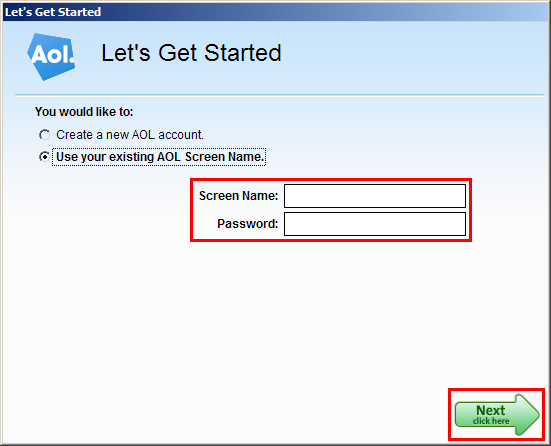 Let's Get Started
Aol.
Let's Get Started
You would like to:
Create a new AOL account.
Use your existing AOL Screen Name.
Screen Name:
Password:
Next
click here